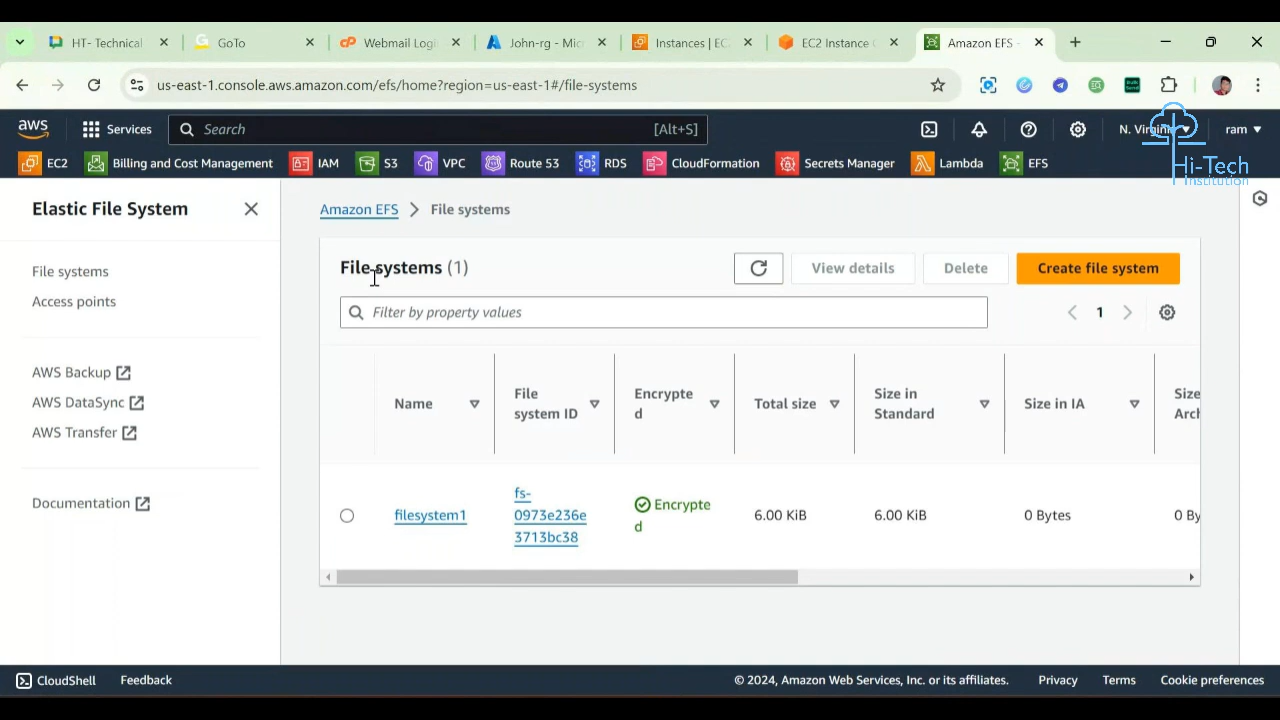 HT- Technical
GoTo
Webmail Logi
John-rg - Mic
Instances | EC2
EC2 Instance C
Amazon EFS -
us-east-1.console.aws.amazon.com/efs/home?region=us-east-1#/file-systems
aws
Services
Search
[Alt+S]
N. Virginia
ram
EC2
Billing and Cost Management
IAM
S3
VPC
Route 53
RDS
CloudFormation
Secrets Manager
Lambda
EFS
Hi-Tech
Institution
Elastic File System
File systems
Access points
AWS Backup
AWS DataSync
AWS Transfer
Documentation
Amazon EFS > File systems
File systems (1)
View details
Delete
Create file system
Filter by property values
1
Name
File
system ID
Encrypte
d
Total size
Size in
Standard
Size in IA
Size
Arch
filesystem1
fs-
0973e236e
3713bc38
Encrypte
d
6.00 KiB
6.00 KiB
0 Bytes
0 By
CloudShell
Feedback
© 2024, Amazon Web Services, Inc. or its affiliates.
Privacy
Terms
Cookie preferences